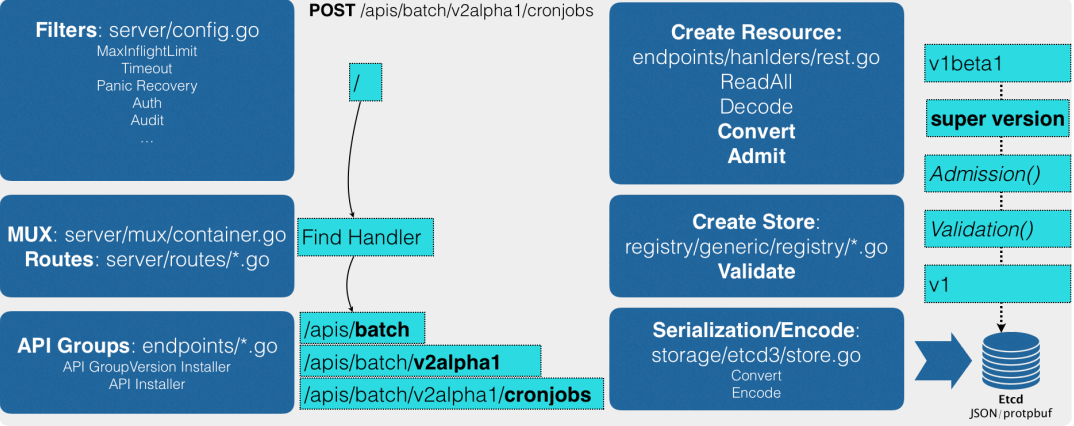 POST /apis/batch/v2alpha1/cronjobs
Filters: server/config.go
MaxInflightLimit
Timeout
Panic Recovery
Auth
Audit
...
MUX: server/mux/container.go
Routes: server/routes/*.go
API Groups: endpoints/*.go
API GroupVersion Installer
API Installer
/
Find Handler
/apis/batch
/apis/batch/v2alpha1
/apis/batch/v2alpha1/cronjobs
Create Resource:
endpoints/hanlders/rest.go
ReadAll
Decode
Convert
Admit
Create Store:
registry/generic/registry/*.go
Validate
Serialization/Encode:
storage/etcd3/store.go
Convert
Encode
v1beta1
super version
Admission()
Validation()
v1
Etcd
JSON/protpbuf